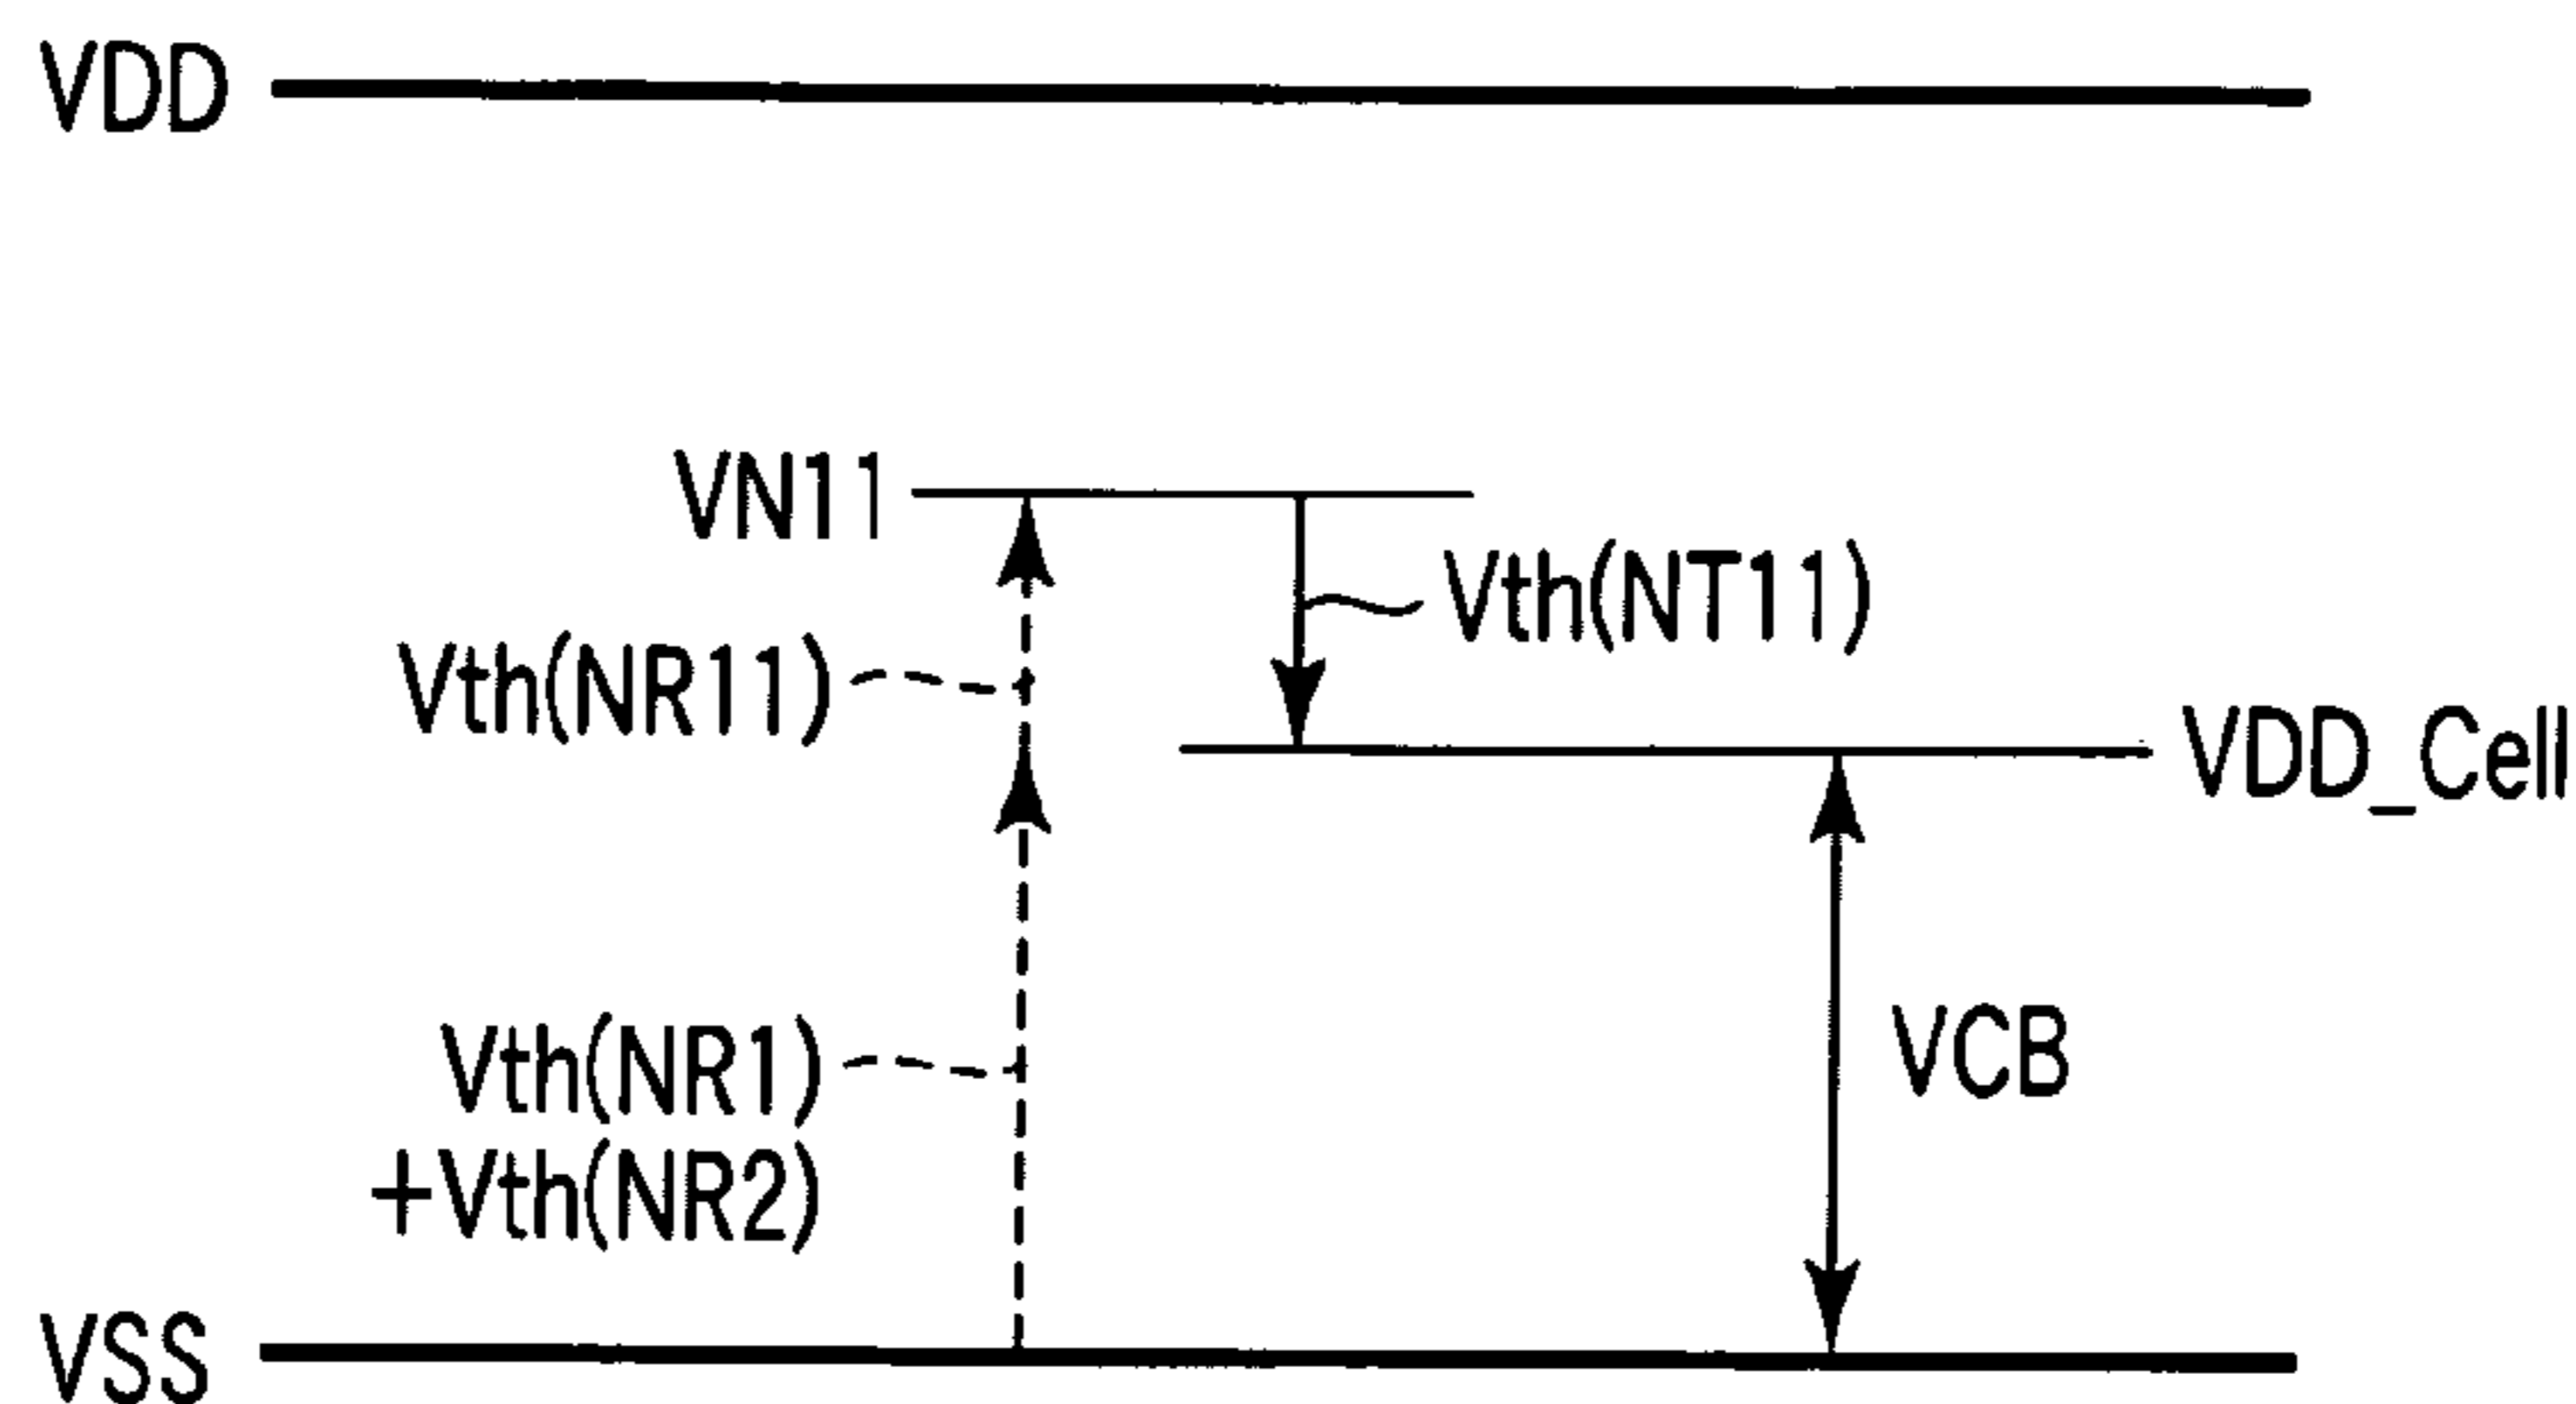 VDD
VN11
Vth(NT11)
Vth(NR11)
VDD_Cell
VCB
Vth(NR1)
+Vth(NR2)
VSS